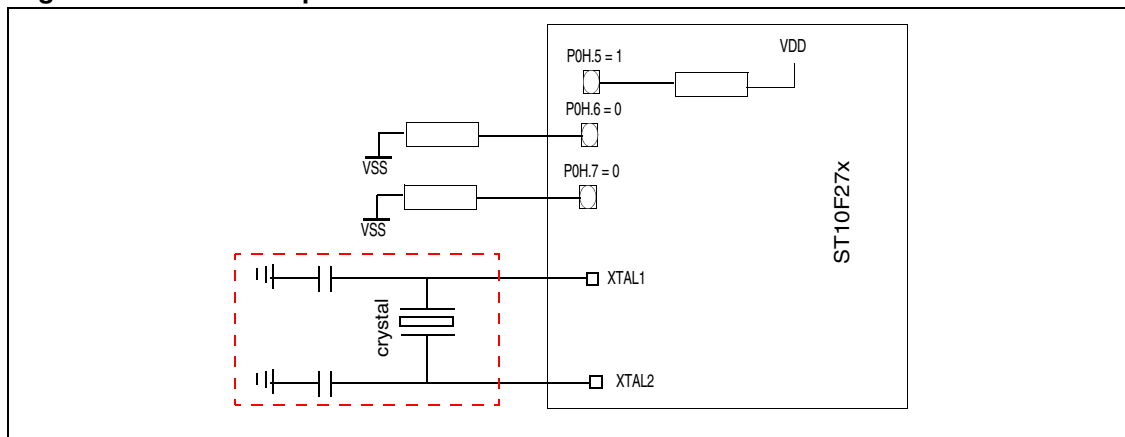 VDD
P0H.5 = 1
P0H.6 = 0
VSS
P0H.7 = 0
VSS
ST10F27x
XTAL1
crystal
XTAL2